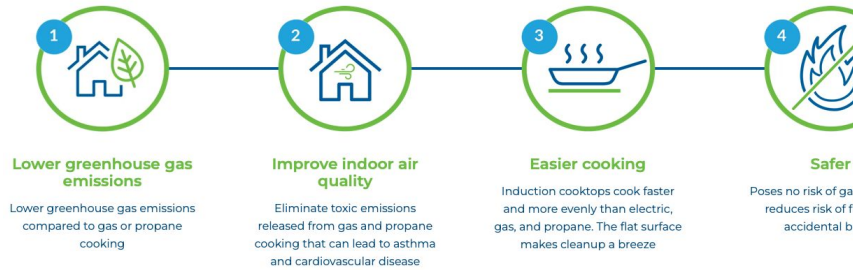 1
Lower greenhouse gas
emissions
Lower greenhouse gas emissions
compared to gas or propane
cooking
2
Improve indoor air
quality
Eliminate toxic emissions
released from gas and propane
cooking that can lead to asthma
and cardiovascular disease
3
Easier cooking
Induction cooktops cook faster
and more evenly than electric,
gas, and propane. The flat surface
makes cleanup a breeze
4
Safer
Poses no risk of
reduces risk of
accidental